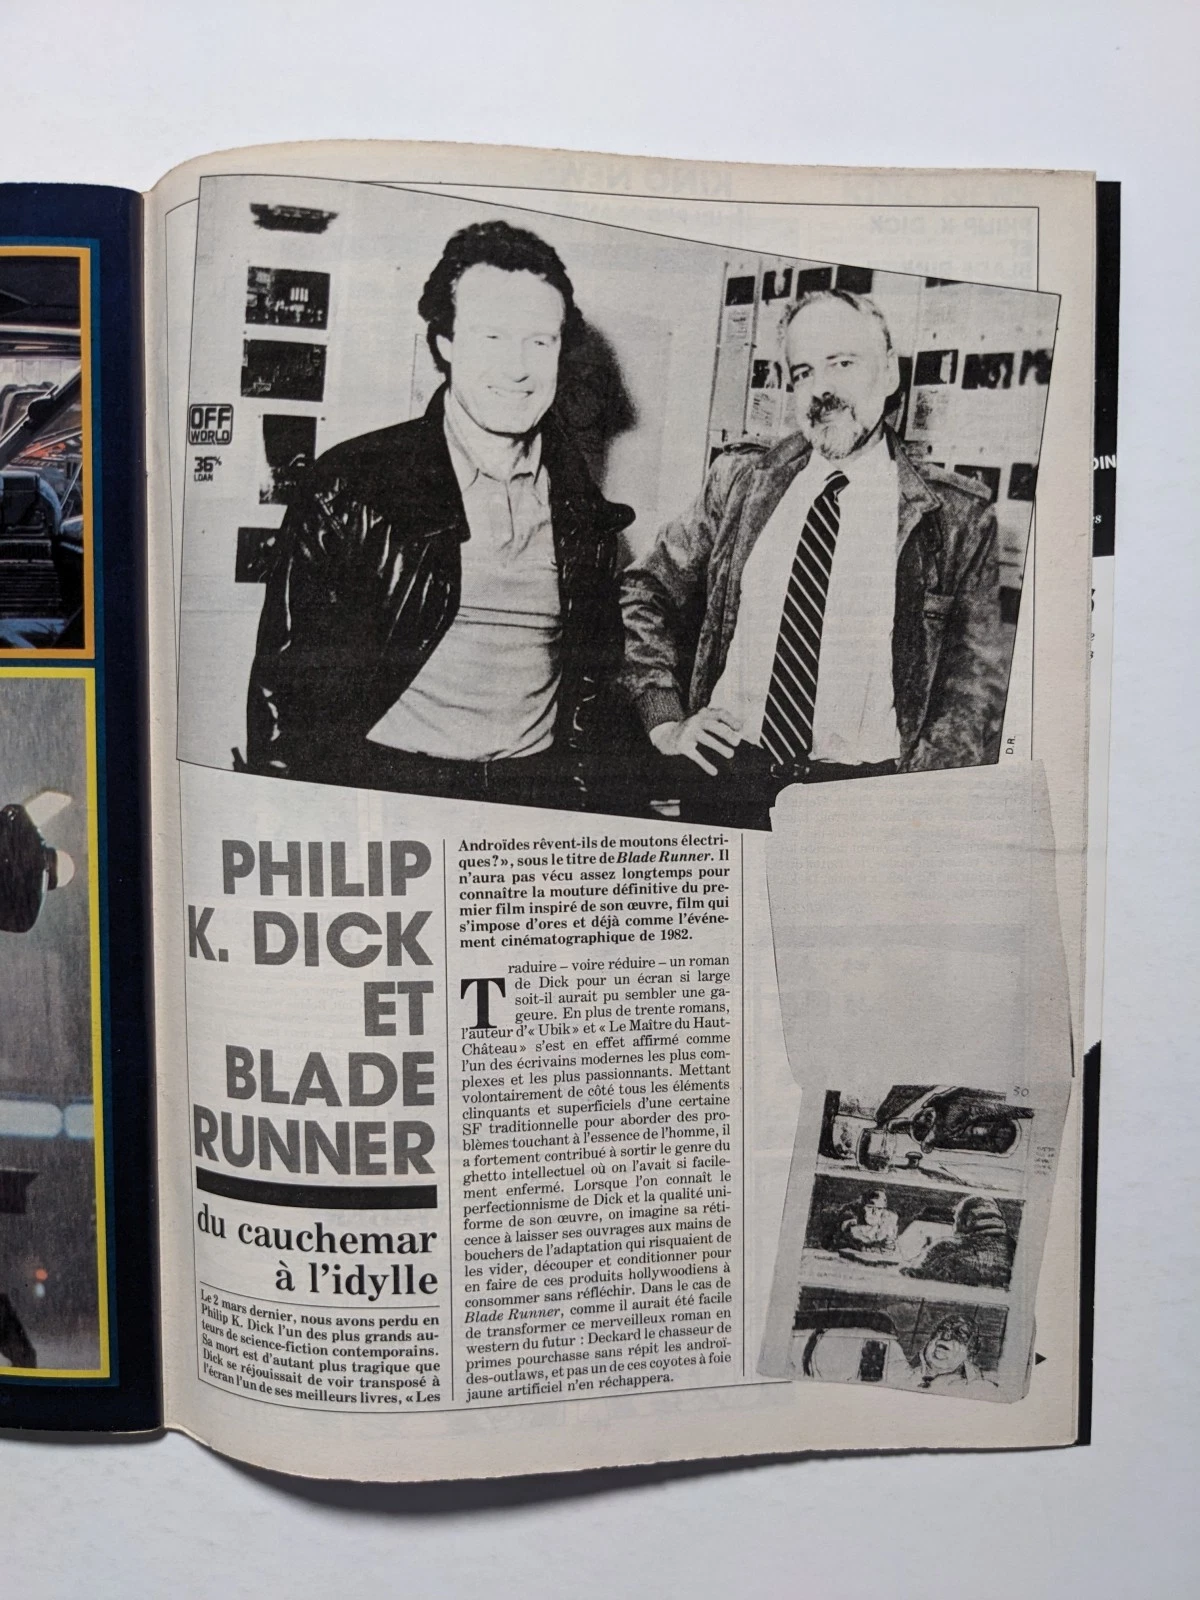 OFF
WORLD
36%
LOAN
D.R.
PHILIP
K. DICK
ET
BLADE
RUNNER
du cauchemar
à l'idylle
Le 2 mars dernier, nous avons perdu en
Philip K. Dick l'un des plus grands au-
teurs de science-fiction contemporains.
Sa mort est d'autant plus tragique que
Dick se réjouissait de voir transposé à
l'écran l'un de ses meilleurs livres, « Les
Androïdes rêvent-ils de moutons électri-
ques ? », sous le titre de Blade Runner. Il
n'aura pas vécu assez longtemps pour
connaître la mouture définitive du pre-
mier film inspiré de son œuvre, film qui
s'impose d'ores et déjà comme l'événe-
ment cinématographique de 1982.
Traduire – voire réduire – un roman
de Dick pour un écran si large
soit-il aurait pu sembler une ga-
geure. En plus de trente romans,
l'auteur d'« Ubik » et « Le Maître du Haut-
Château » s'est en effet affirmé comme
l'un des écrivains modernes les plus com-
plexes et les plus passionnants. Mettant
volontairement de côté tous les éléments
clinquants et superficiels d'une certaine
SF traditionnelle pour aborder des pro-
blèmes touchant à l'essence de l'homme, il
a fortement contribué à sortir le genre du
ghetto intellectuel où on l'avait si facile-
ment enfermé. Lorsque l'on connaît le
perfectionnisme de Dick et la qualité uni-
forme de son œuvre, on imagine sa réti-
cence à laisser ses ouvrages aux mains de
bouchers de l'adaptation qui risquaient de
les vider, découper et conditionner pour
en faire de ces produits hollywoodiens à
consommer sans réfléchir. Dans le cas de
Blade Runner, comme il aurait été facile
de transformer ce merveilleux roman en
western du futur : Deckard le chasseur de
primes pourchasse sans répit les androï-
des-outlaws, et pas un de ces coyotes à foie
jaune artificiel n'en réchappera.
50